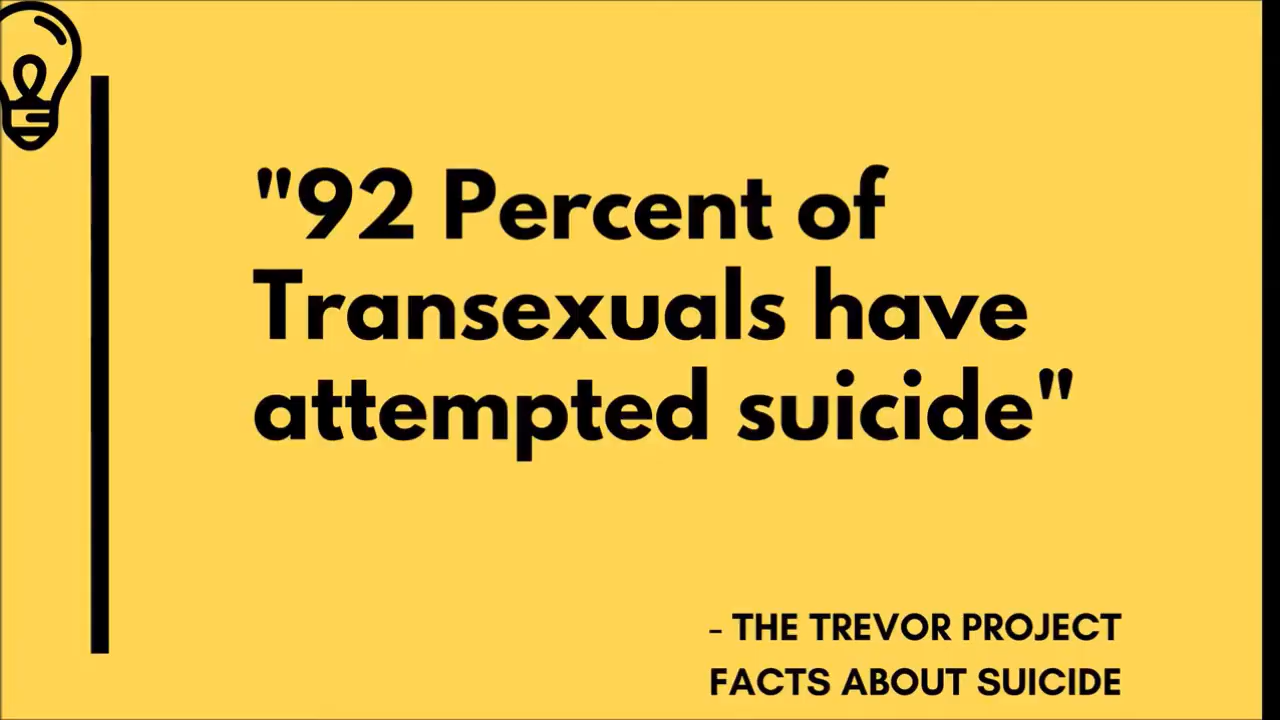 "92 Percent of
Transexuals have
attempted suicide"
- THE TREVOR PROJECT
FACTS ABOUT SUICIDE